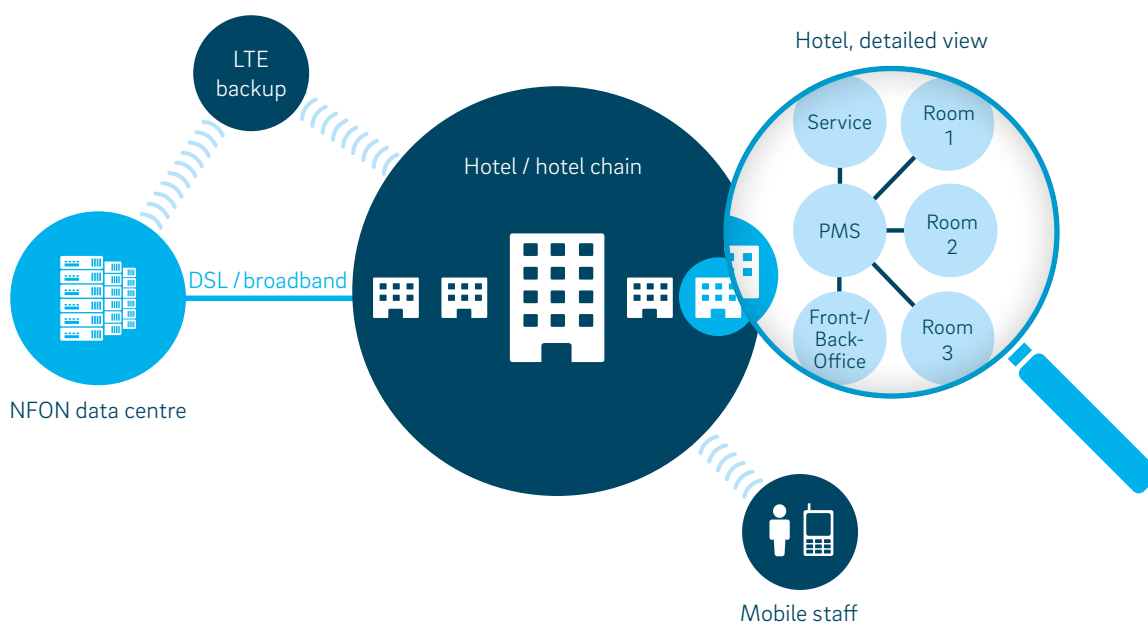 Hotel, detailed view
LTE
backup
Service
Room
1
Hotel / hotel chain
PMS
Room
2
DSL / broadband
Front-/
Back-
Office
Room
3
NFON data centre
Mobile staff